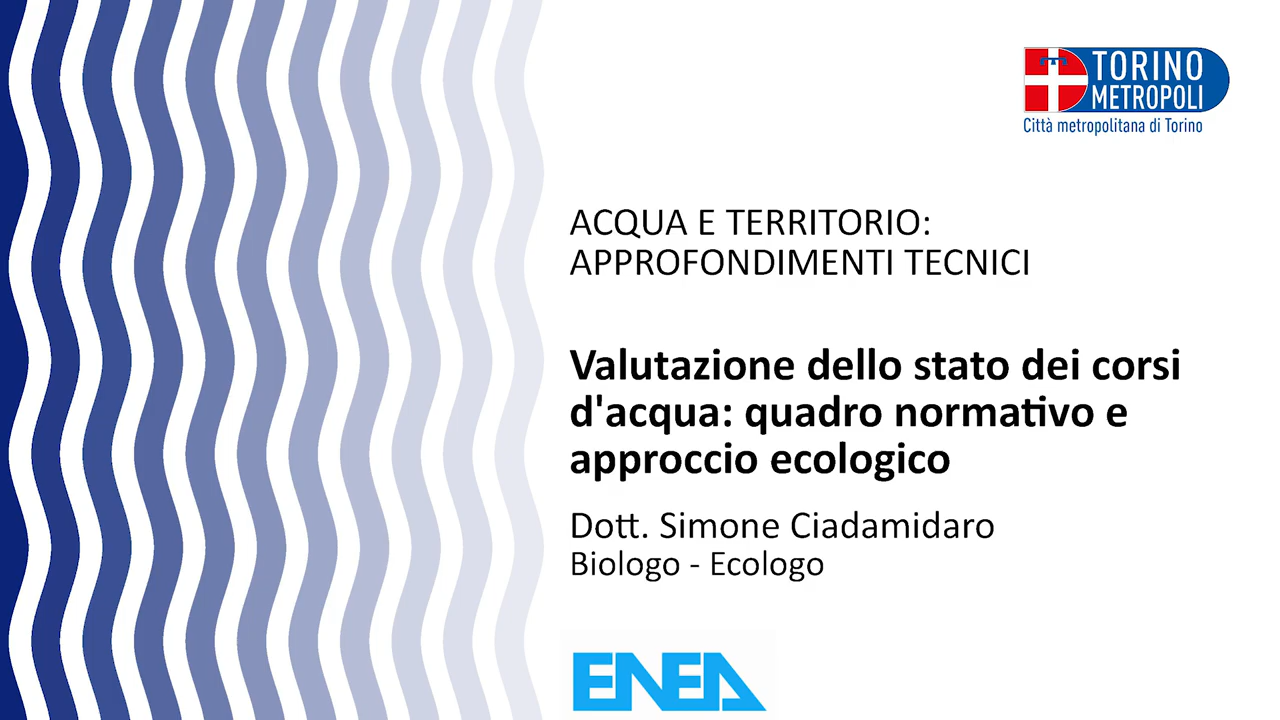 TORINO
METROPOLI
Città metropolitana di Torino
ACQUA E TERRITORIO:
APPROFONDIMENTI TECNICI
Valutazione dello stato dei corsi
d'acqua: quadro normativo e
approccio ecologico
Dott. Simone Ciadamidaro
Biologo - Ecologo
ENEA